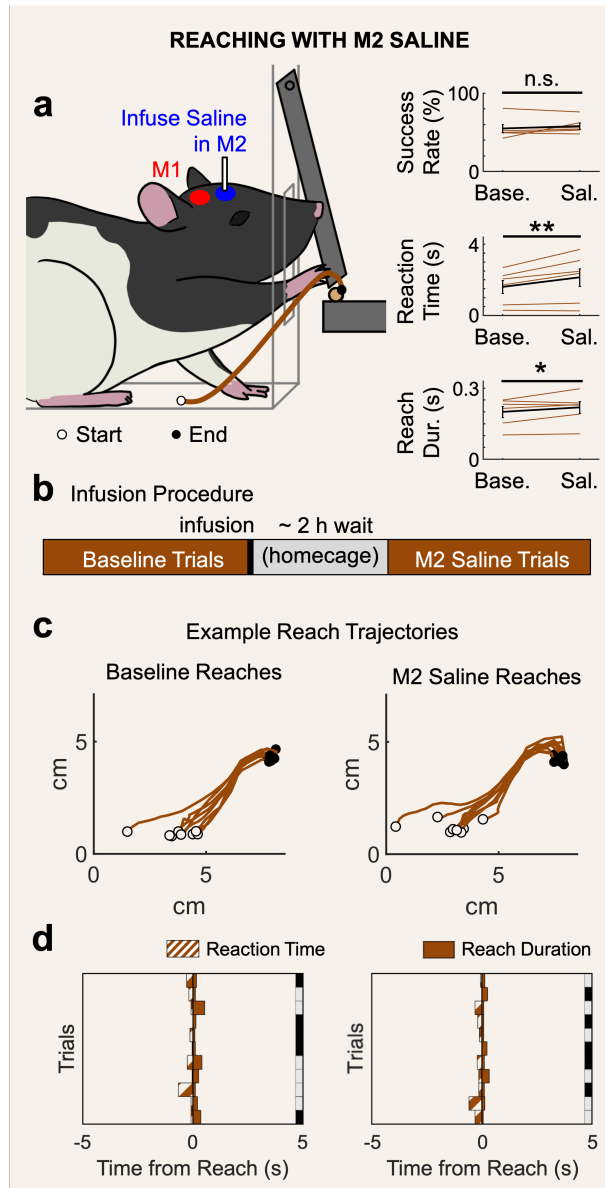 REACHING WITH M2 SALINE
a
Infuse Saline
in M2
M1
Start
End
Success
Rate (%)
100
0
n.s.
Base. Sal.
Reaction
Time (s)
4
0
**
Base. Sal.
Reach
Dur. (s)
0.3
0
*
Base. Sal.
b
Infusion Procedure
infusion ~ 2 h wait
Baseline Trials (homecage) M2 Saline Trials
c
Example Reach Trajectories
Baseline Reaches
cm
5
0
0 5
cm
M2 Saline Reaches
cm
5
0
0 5
cm
d
Reaction Time Reach Duration
Trials
-5 0 5
Time from Reach (s)
Trials
-5 0 5
Time from Reach (s)